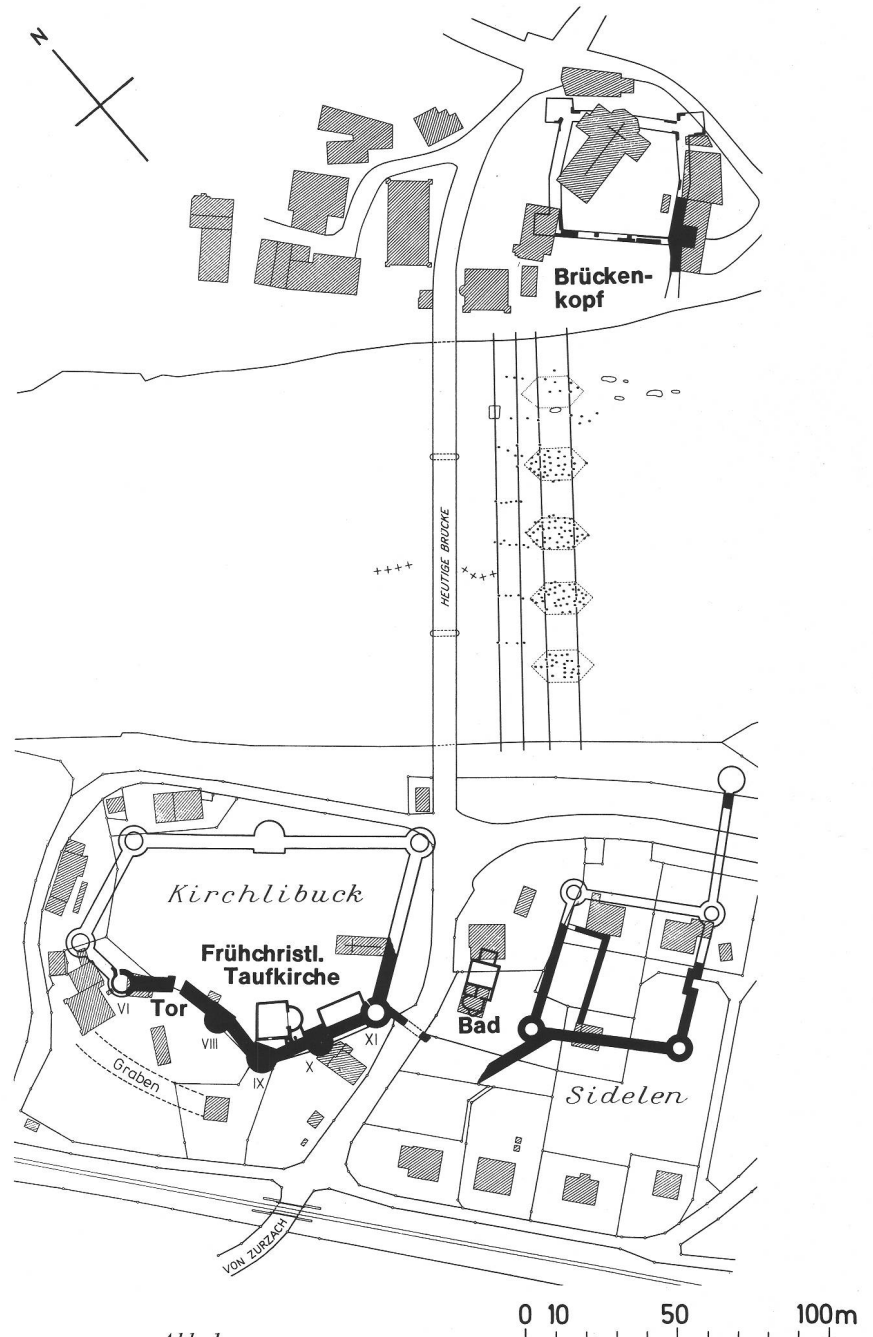 N
Brücken-
kopf
HEUTIGE BRÜCKE
Kirchlibuck
Frühchristl.
Taufkirche
VI
Tor
VIII
IX
X
XI
Bad
Graben
Sidelen
VON ZURZACH
0 10 50 100m